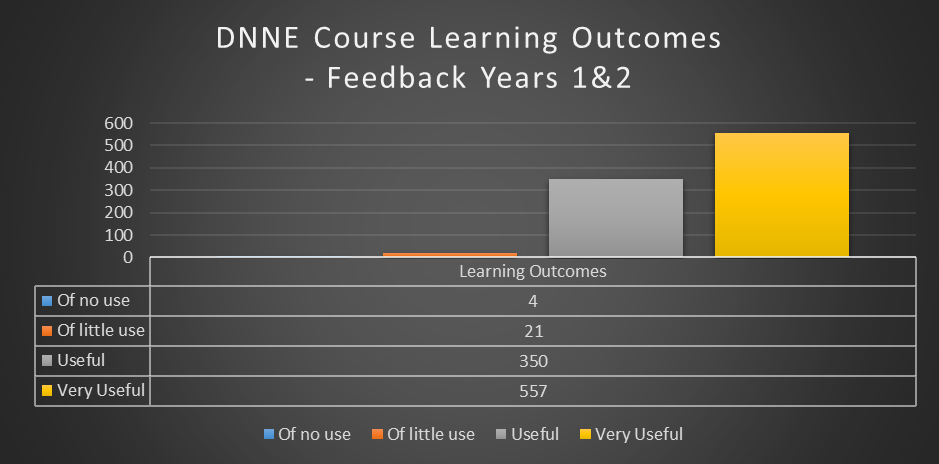 DNNE Course Learning Outcomes
- Feedback Years 1&2
600
500
400
300
200
100
0
Learning Outcomes
Of no use 4
Of little use 21
Useful 350
Very Useful 557
Of no use Of little use Useful Very Useful